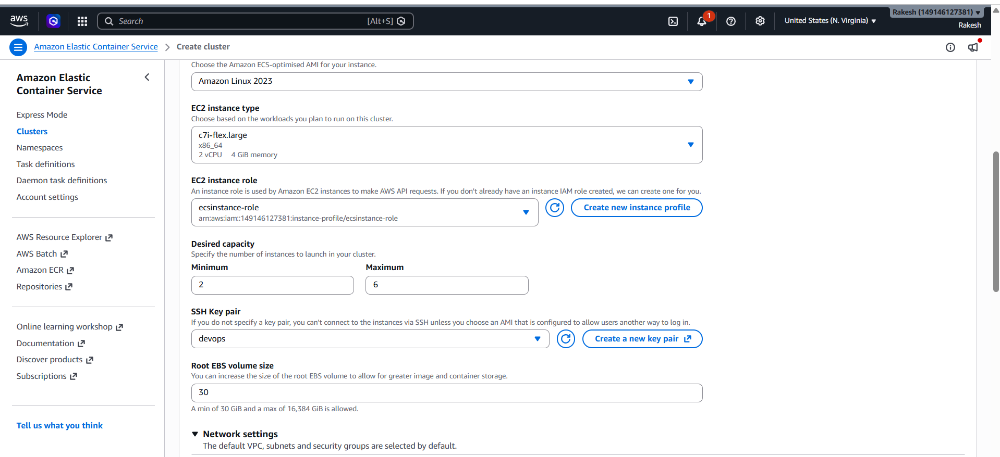 aws
Search
[Alt+S]
1
United States (N. Virginia)
Rakesh (149146127381)
Rakesh
Amazon Elastic Container Service
Create cluster
Amazon Elastic
Container Service
Express Mode
Clusters
Namespaces
Task definitions
Daemon task definitions
Account settings
AWS Resource Explorer
AWS Batch
Amazon ECR
Repositories
Online learning workshop
Documentation
Discover products
Subscriptions
Tell us what you think
Choose the Amazon ECS-optimised AMI for your instance.
Amazon Linux 2023
EC2 instance type
Choose based on the workloads you plan to run on this cluster.
c7i-flex.large
x86_64
2 vCPU 4 GiB memory
EC2 instance role
An instance role is used by Amazon EC2 instances to make AWS API requests. If you don't already have an instance IAM role created, we can create one for you.
ecsinstance-role
arn:aws:iam::149146127381:instance-profile/ecsinstance-role
Create new instance profile
Desired capacity
Specify the number of instances to launch in your cluster.
Minimum
Maximum
2
6
SSH Key pair
If you do not specify a key pair, you can't connect to the instances via SSH unless you choose an AMI that is configured to allow users another way to log in.
devops
Create a new key pair
Root EBS volume size
You can increase the size of the root EBS volume to allow for greater image and container storage.
30
A min of 30 GiB and a max of 16,384 GiB is allowed.
Network settings
The default VPC, subnets and security groups are selected by default.